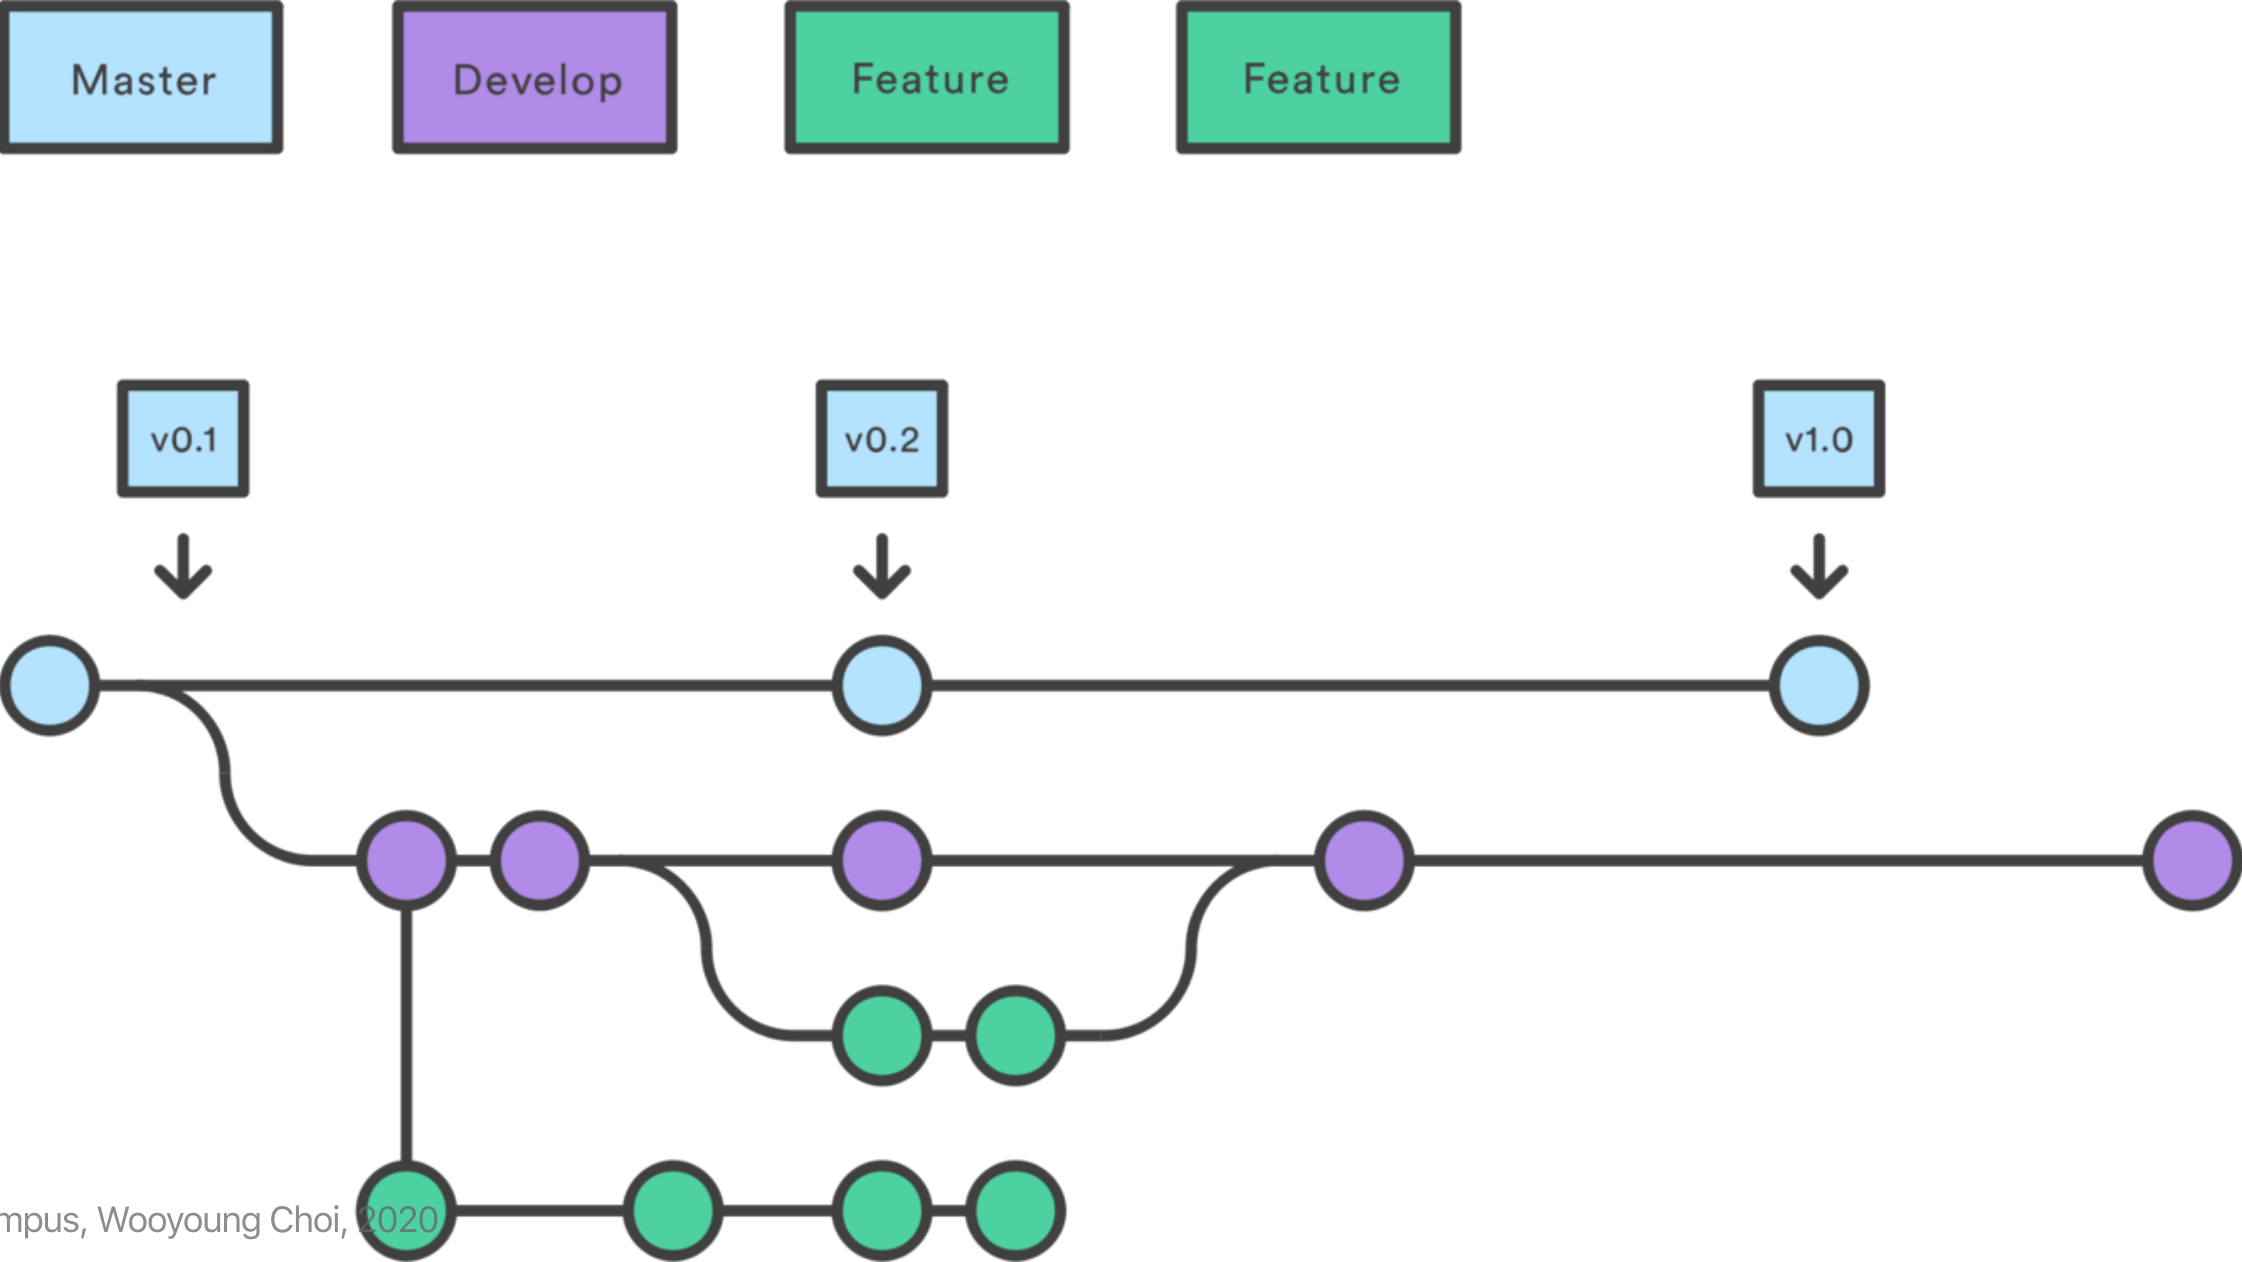 Master
Develop
Feature
Feature
v0.1
v0.2
v1.0
mpus, Wooyoung Choi, 2020